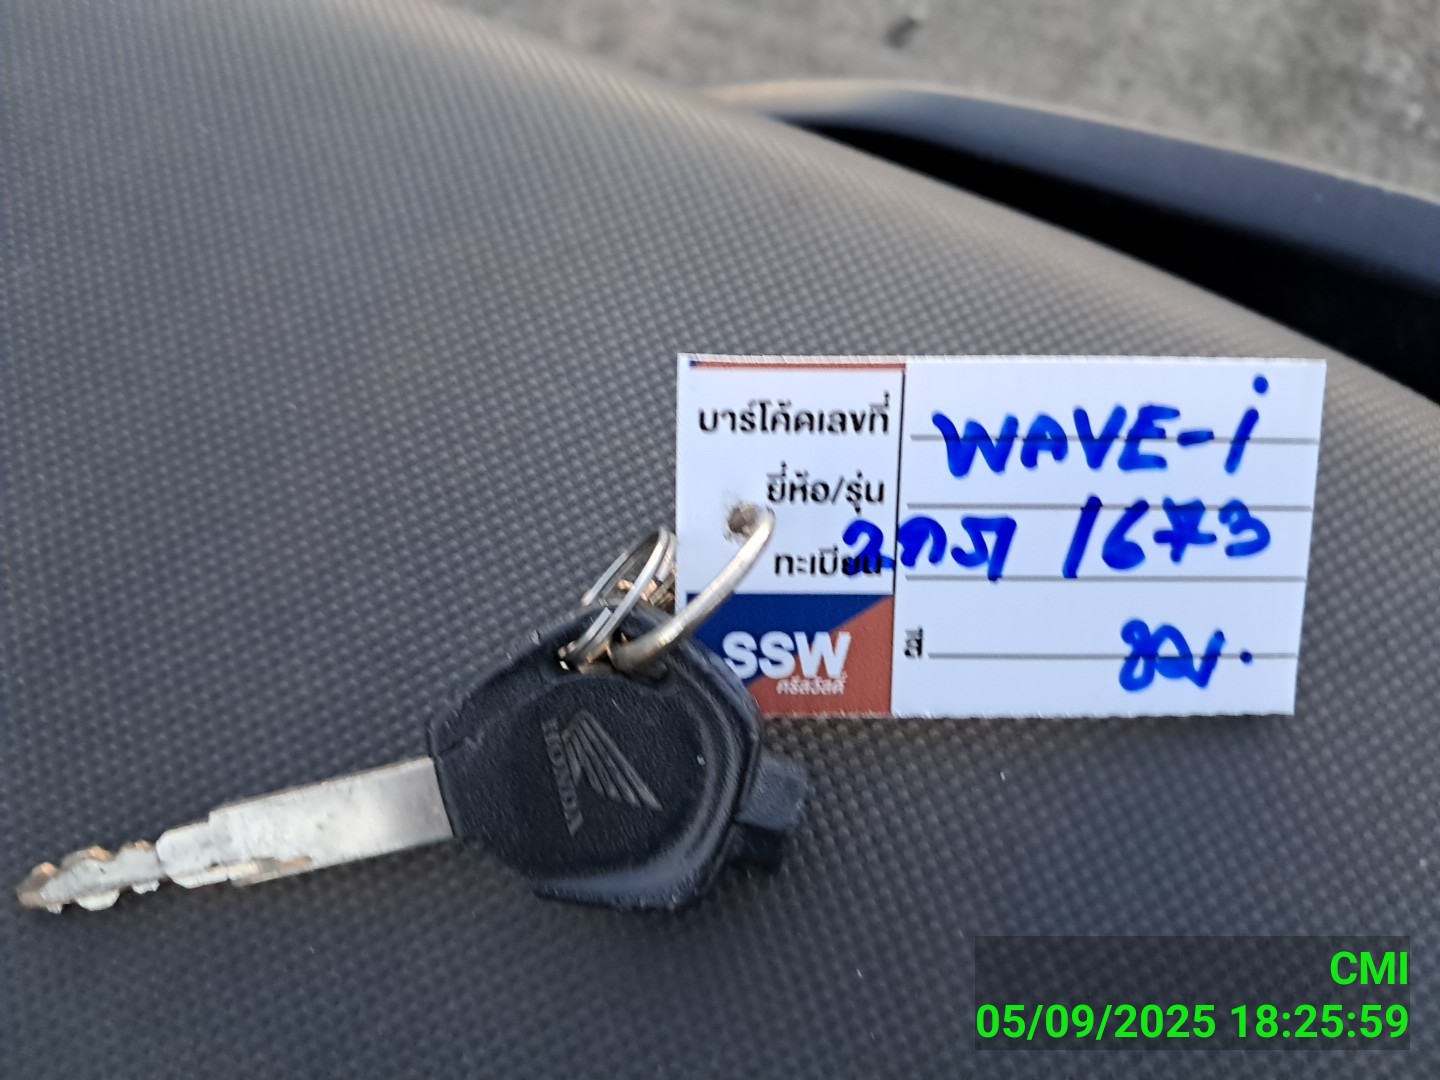 บาร์โค้ดเลขที่ WAVE-i
ยี่ห้อ/รุ่น
ทะเบียน 1673
สี
SSW
ศรีสวัสดิ์
HONDA
CMI
05/09/2025 18:25:59